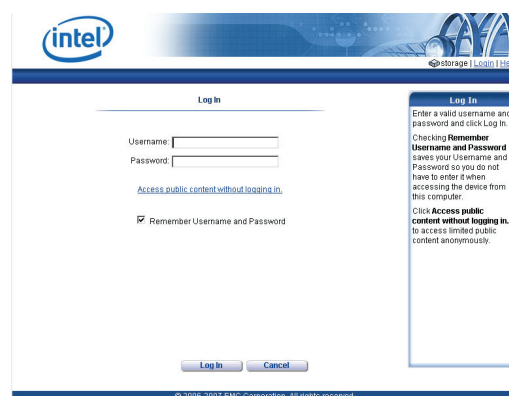 intel
storage | Login | He
Log In
Username:
Password:
Access public content without logging in.
Remember Username and Password
Log In
Cancel
Log In
Enter a valid username and
password and click Log In.
Checking Remember
Username and Password
saves your Username and
Password so you do not
have to enter it when
accessing the device from
this computer.
Click Access public
content without logging in.
to access limited public
content anonymously.
© 2006-2007 EMC Corporation. All rights reserved.